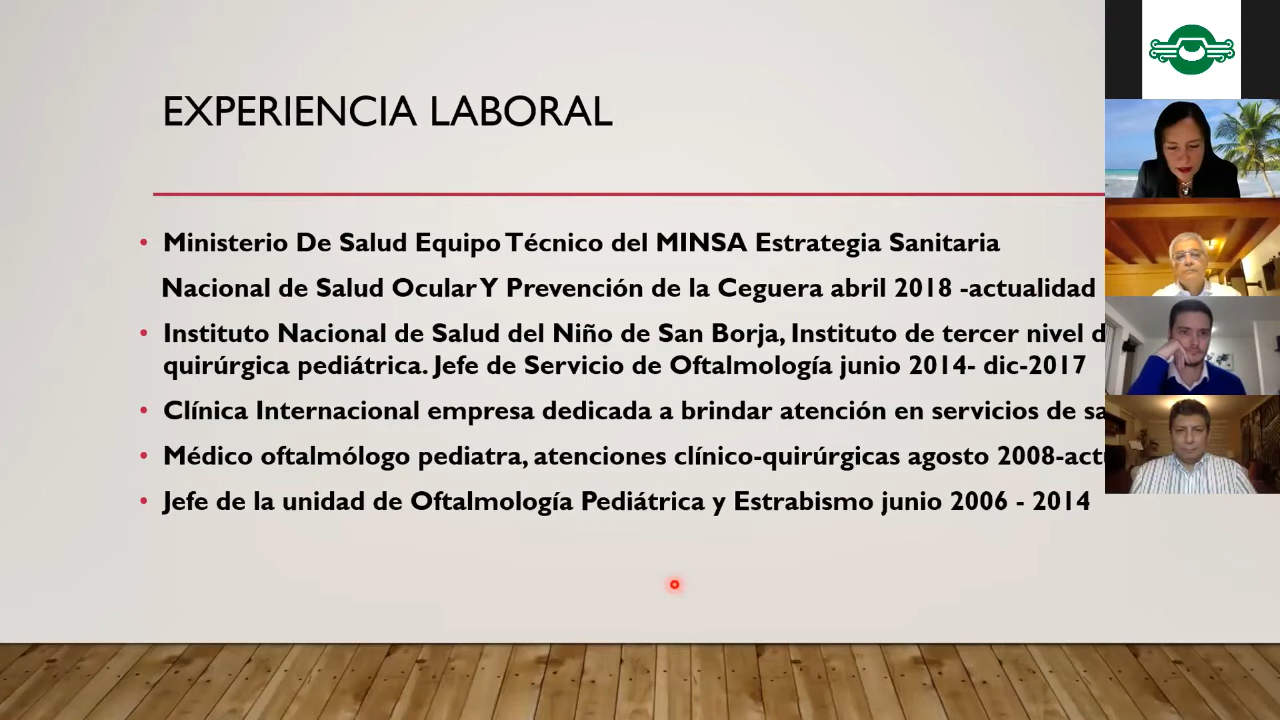 EXPERIENCIA LABORAL
• Ministerio De Salud Equipo Técnico del MINSA Estrategia Sanitaria
Nacional de Salud Ocular Y Prevención de la Ceguera abril 2018 -actualidad
• Instituto Nacional de Salud del Niño de San Borja, Instituto de tercer nivel
quirúrgica pediátrica. Jefe de Servicio de Oftalmología junio 2014- dic-2017
• Clínica Internacional empresa dedicada a brindar atención en servicios de
• Médico oftalmólogo pediatra, atenciones clínico-quirúrgicas agosto 2008-
• Jefe de la unidad de Oftalmología Pediátrica y Estrabismo junio 2006 - 2014